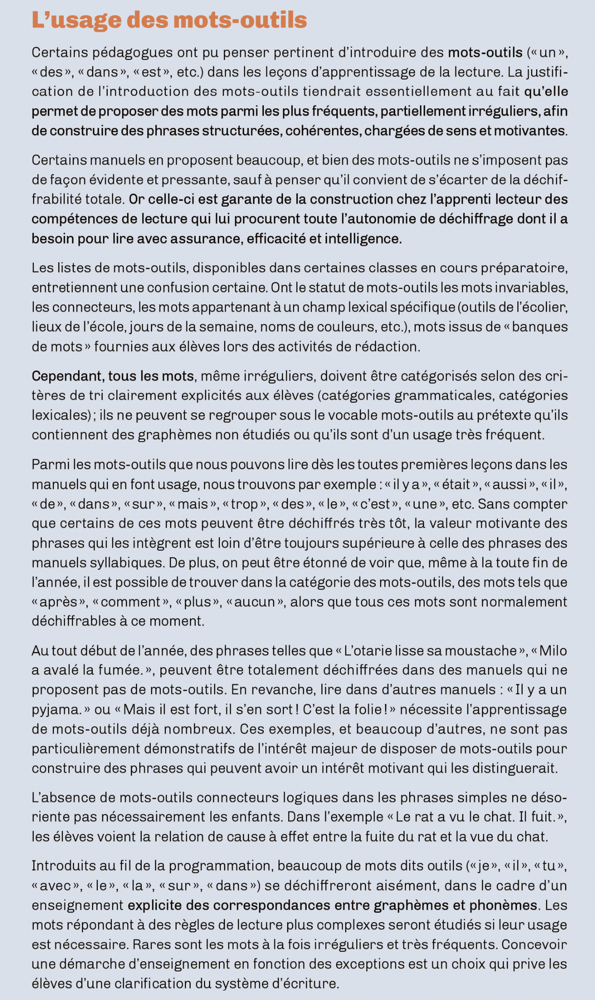 L’usage des mots-outils
Certains pédagogues ont pu penser pertinent d’introduire des mots-outils (« un »,
« des », « dans », « est », etc.) dans les leçons d’apprentissage de la lecture. La justifi-
cation de l’introduction des mots-outils tiendrait essentiellement au fait qu’elle
permet de proposer des mots parmi les plus fréquents, partiellement irréguliers, afin
de construire des phrases structurées, cohérentes, chargées de sens et motivantes.
Certains manuels en proposent beaucoup, et bien des mots-outils ne s’imposent pas
de façon évidente et pressante, sauf à penser qu’il convient de s’écarter de la déchif-
frabilité totale. Or celle-ci est garante de la construction chez l’apprenti lecteur des
compétences de lecture qui lui procurent toute l’autonomie de déchiffrage dont il a
besoin pour lire avec assurance, efficacité et intelligence.
Les listes de mots-outils, disponibles dans certaines classes en cours préparatoire,
entretiennent une confusion certaine. Ont le statut de mots-outils les mots invariables,
les connecteurs, les mots appartenant à un champ lexical spécifique (outils de l’écolier,
lieux de l’école, jours de la semaine, noms de couleurs, etc.), mots issus de « banques
de mots » fournies aux élèves lors des activités de rédaction.
Cependant, tous les mots, même irréguliers, doivent être catégorisés selon des cri-
tères de tri clairement explicités aux élèves (catégories grammaticales, catégories
lexicales) ; ils ne peuvent se regrouper sous le vocable mots-outils au prétexte qu’ils
contiennent des graphèmes non étudiés ou qu’ils sont d’un usage très fréquent.
Parmi les mots-outils que nous pouvons lire dès les toutes premières leçons dans les
manuels qui en font usage, nous trouvons par exemple : « il y a », « était », « aussi », « il »,
« de », « dans », « sur », « mais », « trop », « des », « le », « c’est », « une », etc. Sans compter
que certains de ces mots peuvent être déchiffrés très tôt, la valeur motivante des
phrases qui les intègrent est loin d’être toujours supérieure à celle des phrases des
manuels syllabiques. De plus, on peut être étonné de voir que, même à la toute fin de
l’année, il est possible de trouver dans la catégorie des mots-outils, des mots tels que
« après », « comment », « plus », « aucun », alors que tous ces mots sont normalement
déchiffrables à ce moment.
Au tout début de l’année, des phrases telles que « L’otarie lisse sa moustache », « Milo
a avalé la fumée. », peuvent être totalement déchiffrées dans des manuels qui ne
proposent pas de mots-outils. En revanche, lire dans d’autres manuels : « Il y a un
pyjama. » ou « Mais il est fort, il s’en sort ! C’est la folie ! » nécessite l’apprentissage
de mots-outils déjà nombreux. Ces exemples, et beaucoup d’autres, ne sont pas
particulièrement démonstratifs de l’intérêt majeur de disposer de mots-outils pour
construire des phrases qui peuvent avoir un intérêt motivant qui les distinguerait.
L’absence de mots-outils connecteurs logiques dans les phrases simples ne déso-
riente pas nécessairement les enfants. Dans l’exemple « Le rat a vu le chat. Il fuit. »,
les élèves voient la relation de cause à effet entre la fuite du rat et la vue du chat.
Introduits au fil de la programmation, beaucoup de mots dits outils (« je », « il », « tu »,
« avec », « le », « la », « sur », « dans ») se déchiffreront aisément, dans le cadre d’un
enseignement explicite des correspondances entre graphèmes et phonèmes. Les
mots répondant à des règles de lecture plus complexes seront étudiés si leur usage
est nécessaire. Rares sont les mots à la fois irréguliers et très fréquents. Concevoir
une démarche d’enseignement en fonction des exceptions est un choix qui prive les
élèves d’une clarification du système d’écriture.